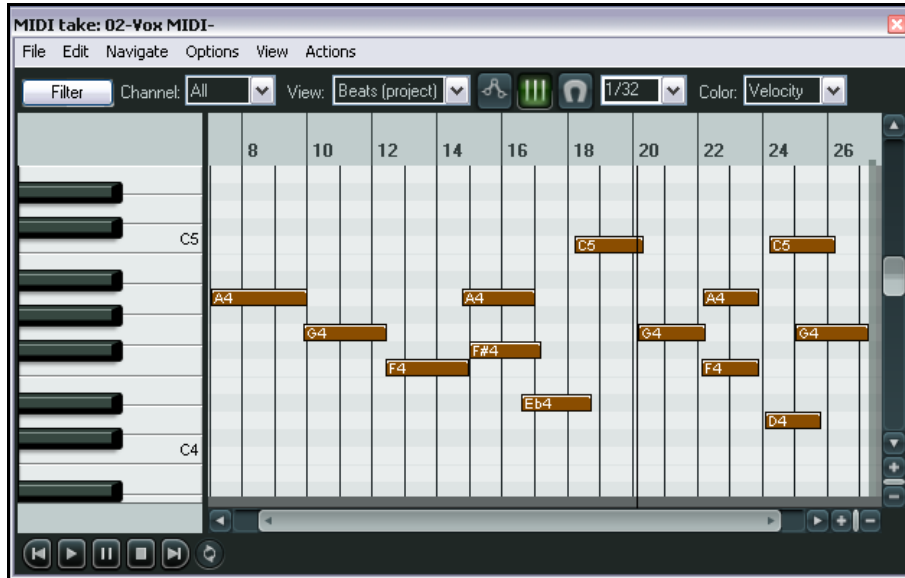 MIDI take: 02-Vox MIDI-
File Edit Navigate Options View Actions
Filter Channel: All View: Beats (project) 1/32 Color: Velocity
8 10 12 14 16 18 20 22 24 26
C5 C5 C5
A4 A4 A4
G4 G4 G4
F#4
F4 F4
Eb4
D4
C4